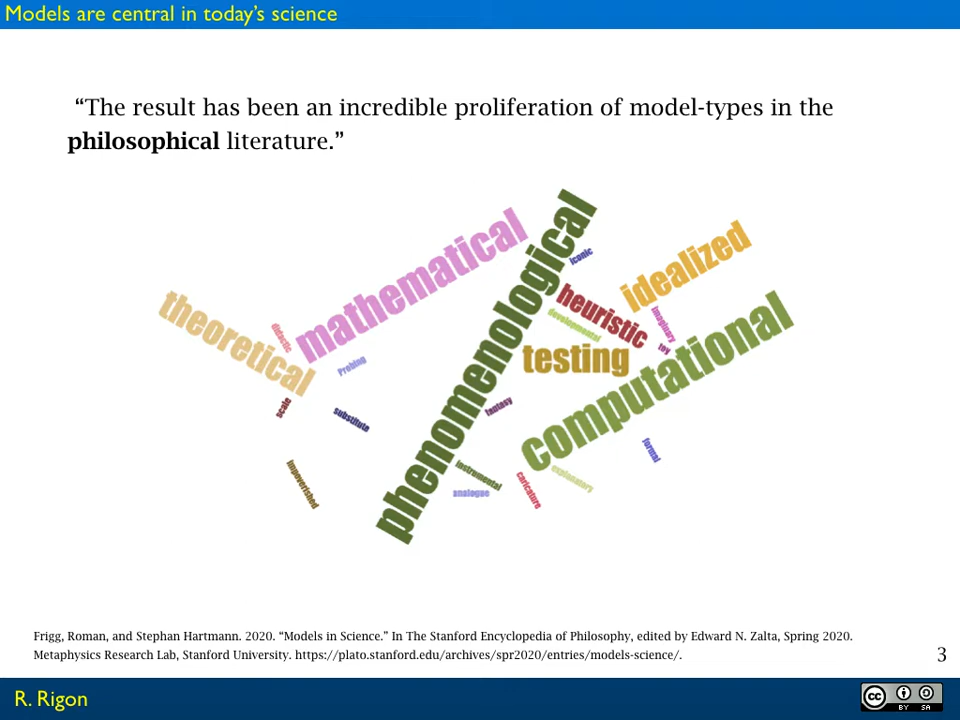 Models are central in today's science
“The result has been an incredible proliferation of model-types in the
philosophical literature.”
phenomenological
mathematical
idealized
iconic
theoretical
heuristic
computational
imaginary
developmental
didactic
testing
toy
Probing
scale
substitute
fantasy
formal
impoverished
instrumental
analogue
caricature
explanatory
Frigg, Roman, and Stephan Hartmann. 2020. “Models in Science.” In The Stanford Encyclopedia of Philosophy, edited by Edward N. Zalta, Spring 2020.
Metaphysics Research Lab, Stanford University. https://plato.stanford.edu/archives/spr2020/entries/models-science/.
3
R. Rigon
cc
BY SA